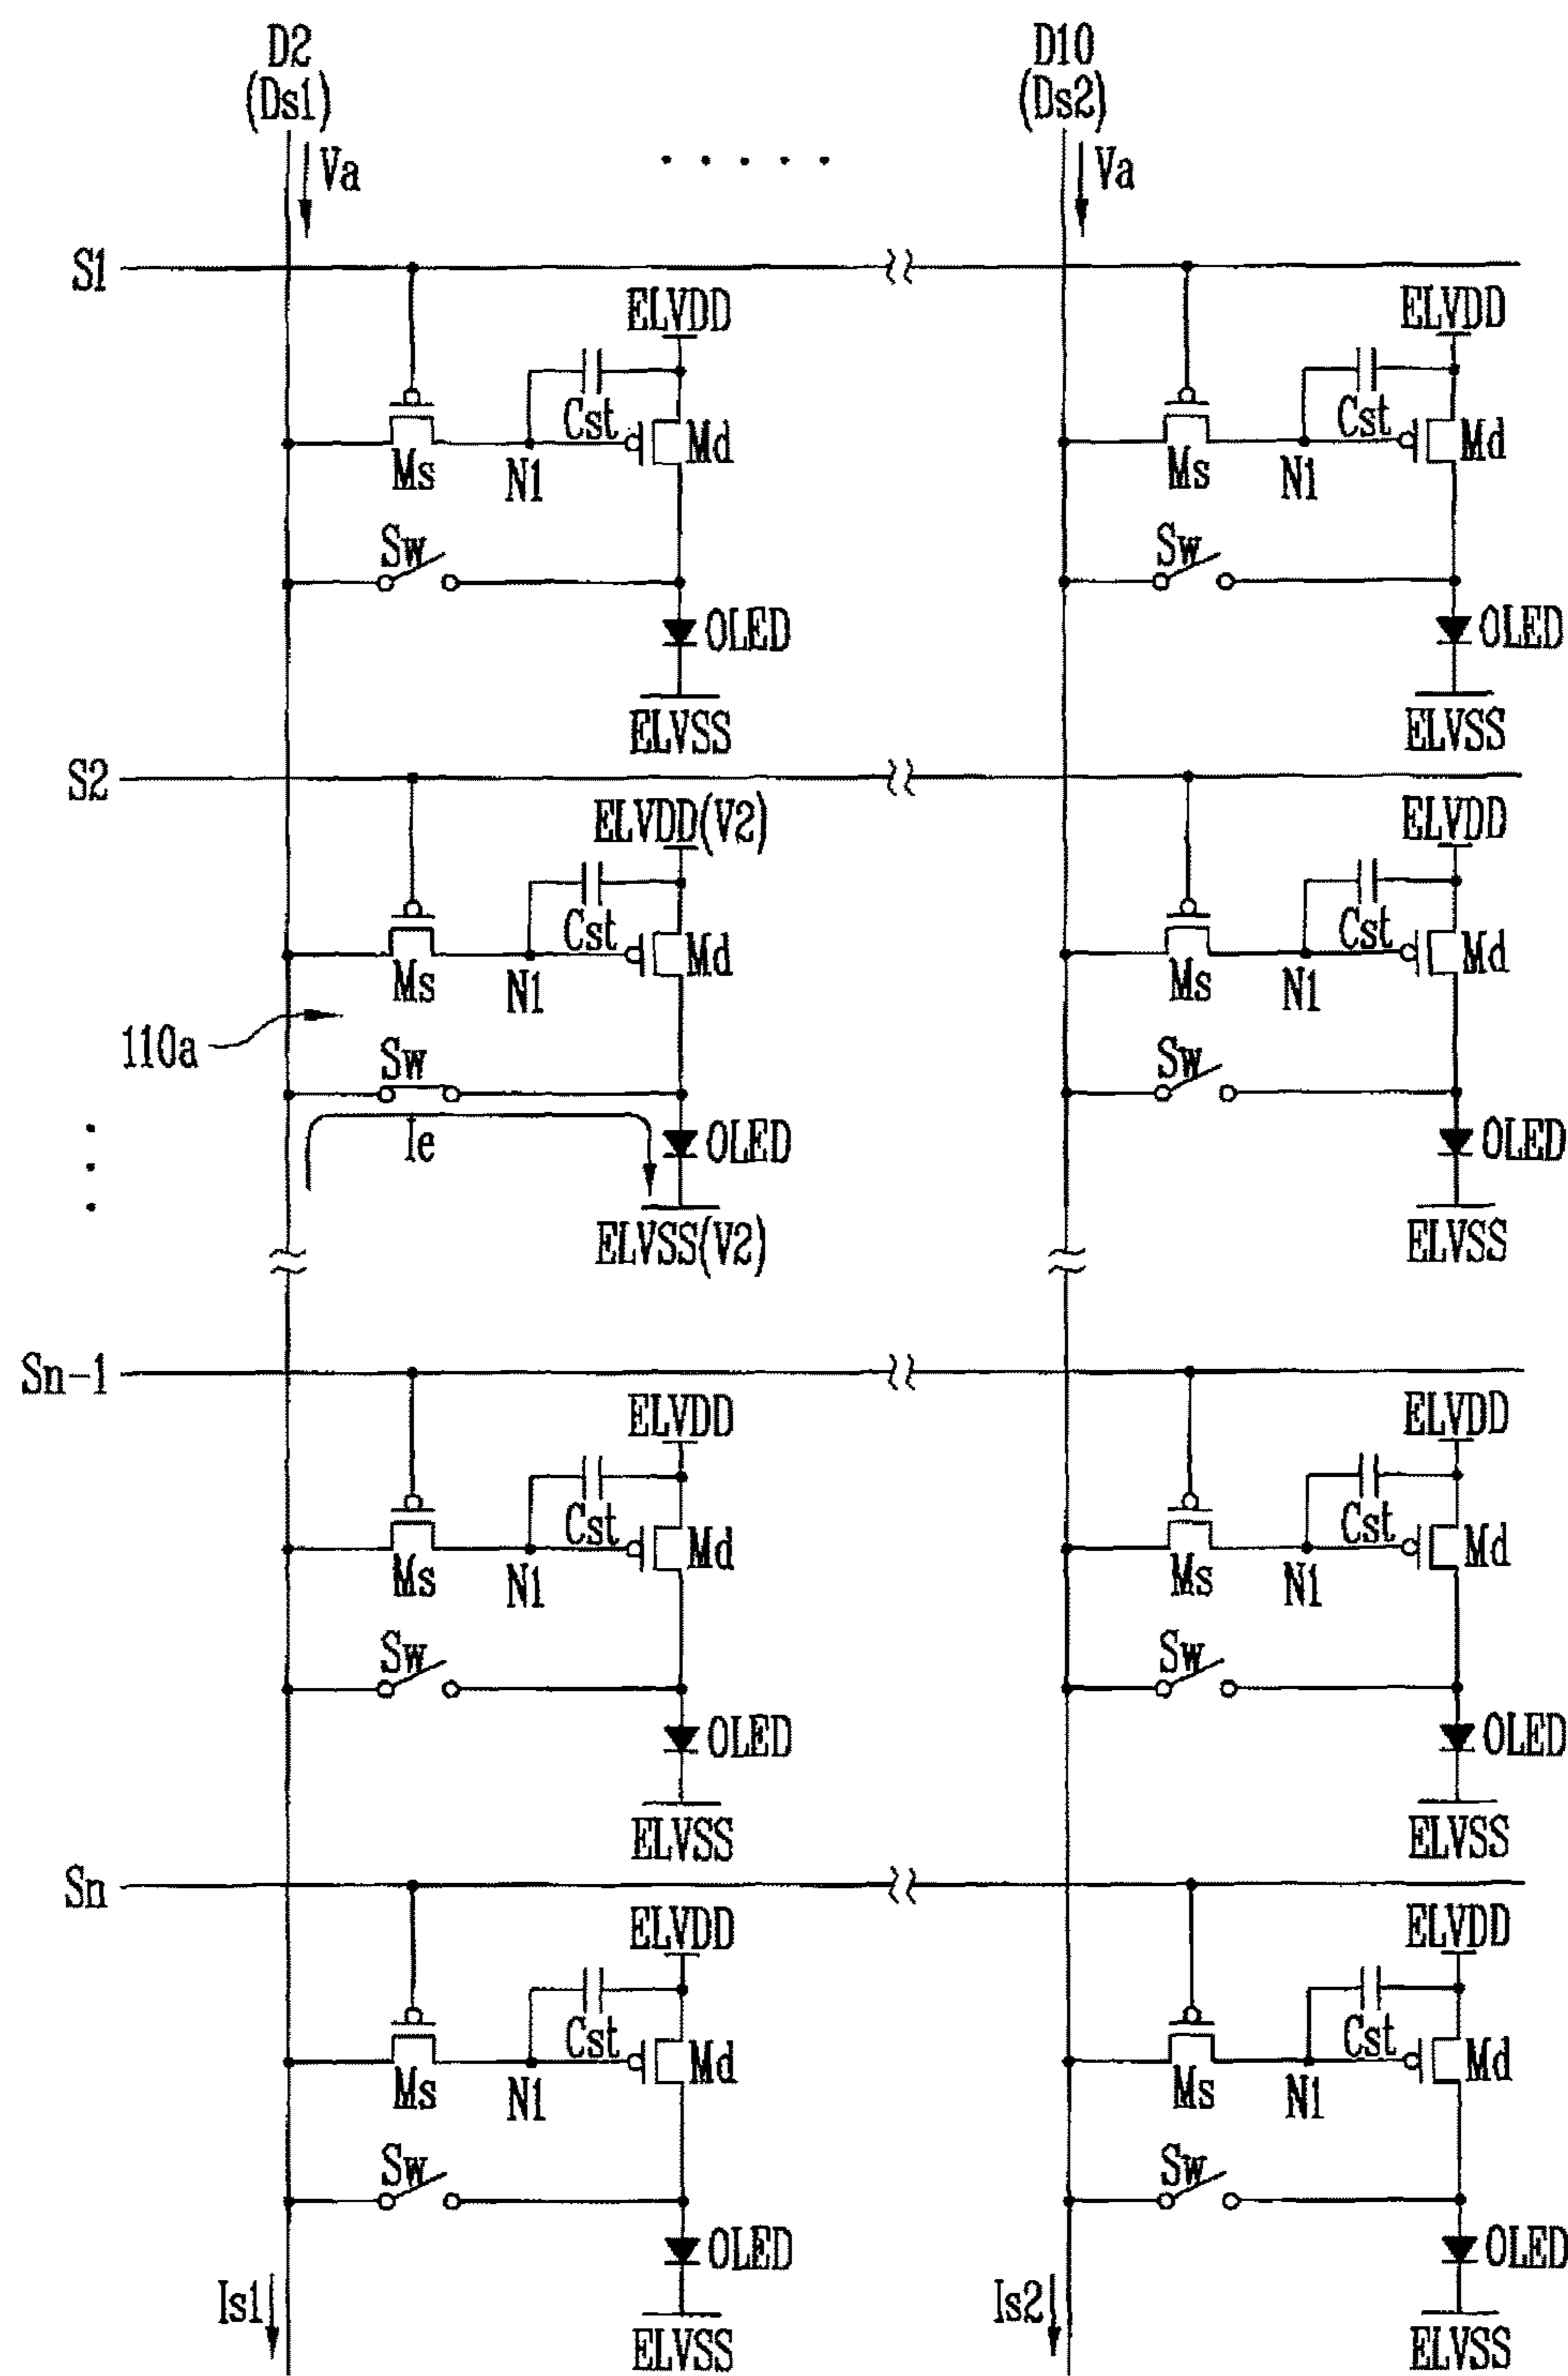 D2 D10
(Ds1) (Ds2)
Va Va
S1
ELVDD ELVDD
Cst Md Cst Md
Ms N1 Ms N1
Sw Sw
OLED OLED
ELVSS ELVSS
S2
ELVDD(V2) ELVDD
Cst Md Cst Md
Ms N1 Ms N1
110a
Sw Sw
Ie OLED OLED
ELVSS(V2) ELVSS
Sn-1
ELVDD ELVDD
Cst Md Cst Md
Ms N1 Ms N1
Sw Sw
OLED OLED
ELVSS ELVSS
Sn
ELVDD ELVDD
Cst Md Cst Md
Ms N1 Ms N1
Sw Sw
OLED OLED
Is1 Is2
ELVSS ELVSS